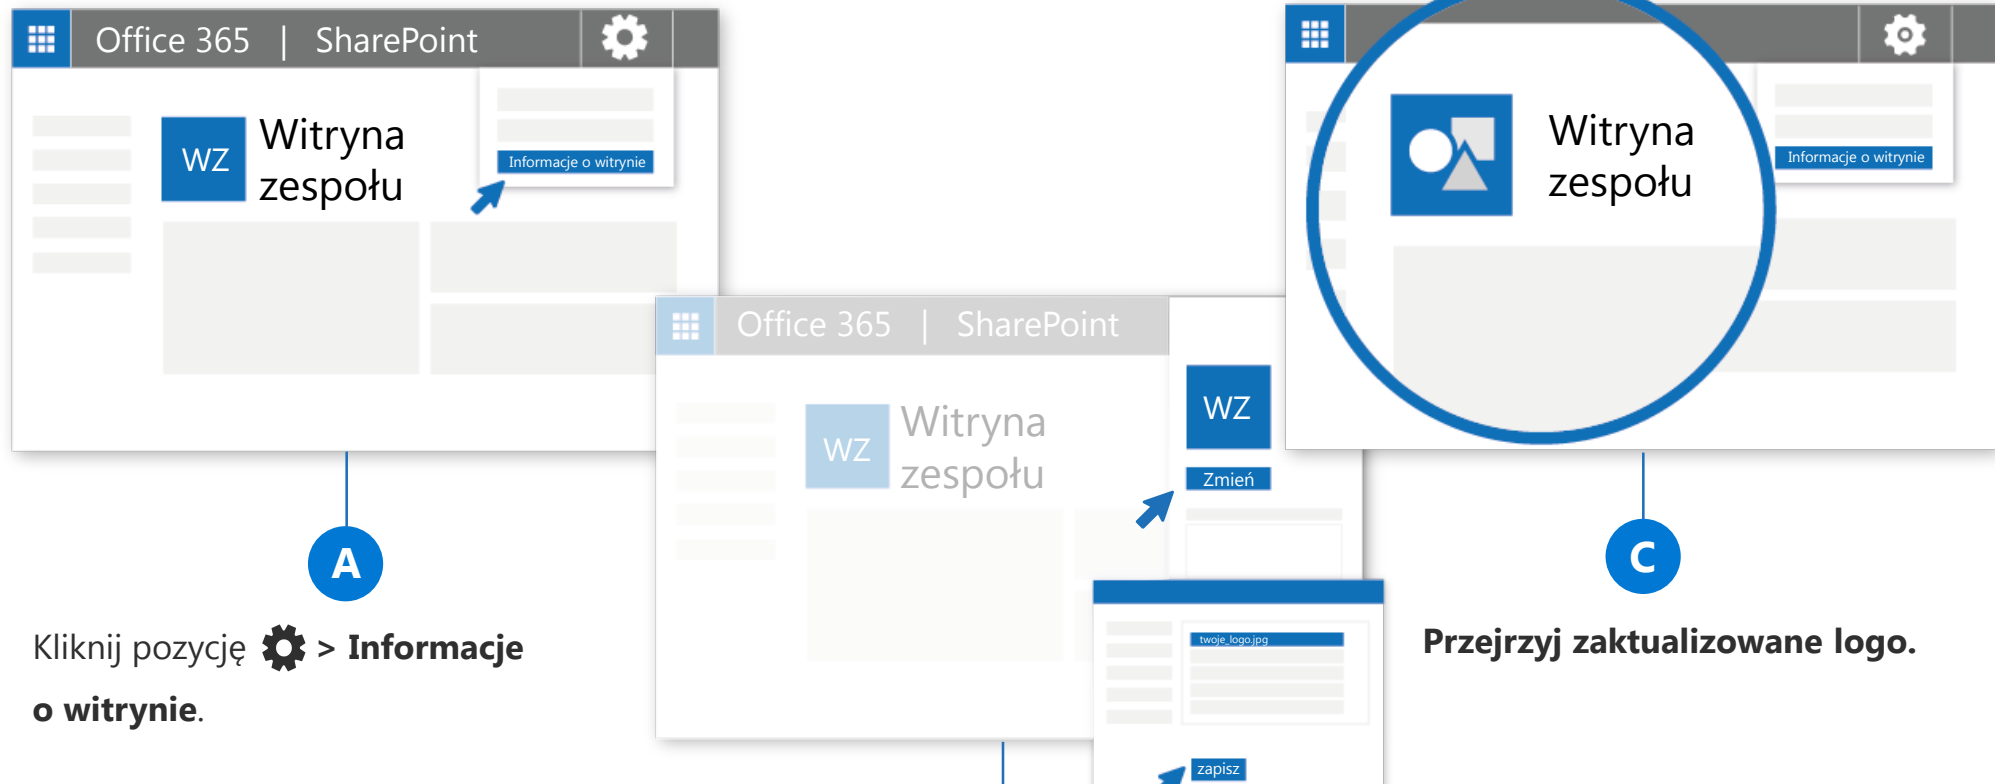 Office 365 | SharePoint
WZ
Witryna
zespołu
Informacje o witrynie
A
Kliknij pozycję > Informacje
o witrynie.
Office 365 | SharePoint
WZ
Witryna
zespołu
WZ
Zmień
twoje_logo.jpg
zapisz
Witryna
zespołu
Informacje o witrynie
C
Przejrzyj zaktualizowane logo.